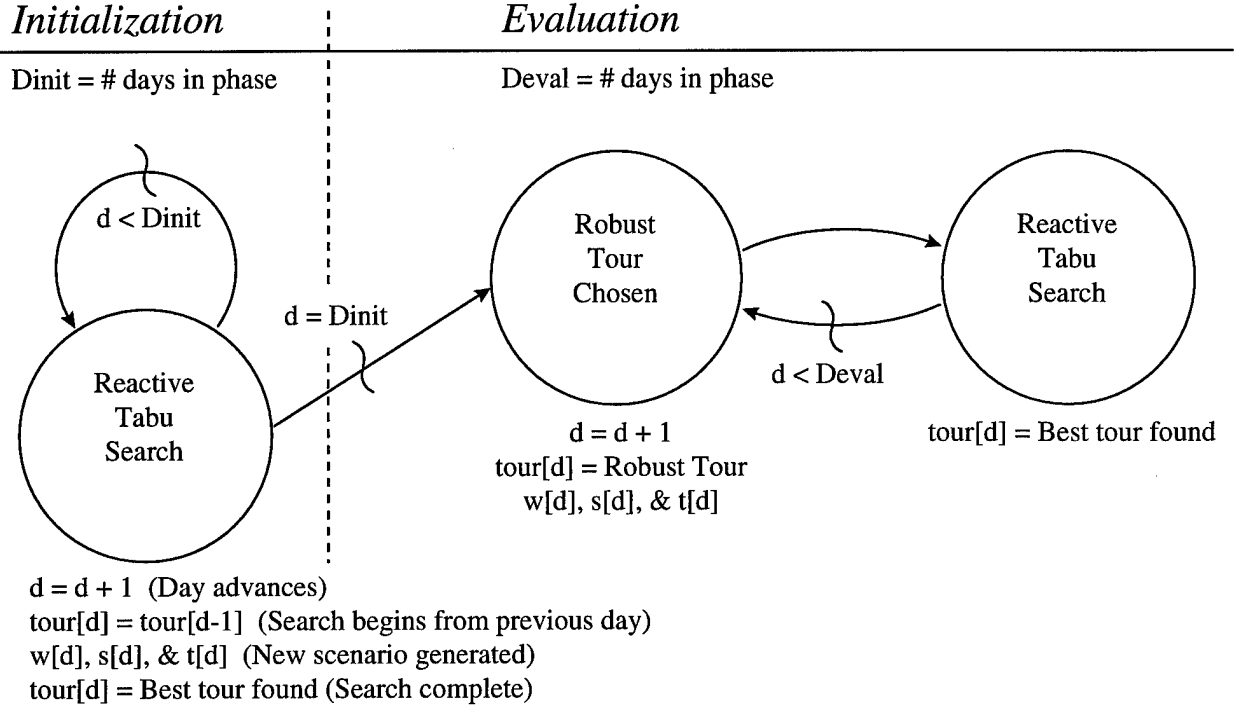 Initialization
Evaluation
Dinit = # days in phase
Deval = # days in phase
d < Dinit
Robust
Tour
Chosen
Reactive
Tabu
Search
d = Dinit
d < Deval
Reactive
Tabu
Search
d = d + 1
tour[d] = Robust Tour
w[d], s[d], & t[d]
tour[d] = Best tour found
d = d + 1 (Day advances)
tour[d] = tour[d-1] (Search begins from previous day)
w[d], s[d], & t[d] (New scenario generated)
tour[d] = Best tour found (Search complete)